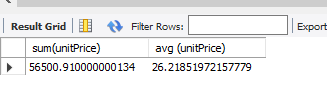 Result Grid Filter Rows: Export
sum(unitPrice) avg (unitPrice)
56500.910000000134 26.21851972157779